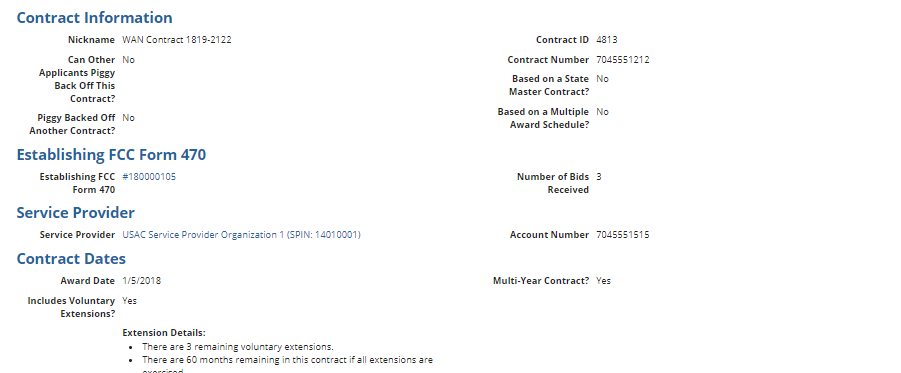 Contract Information
Nickname WAN Contract 1819-2122
Contract ID 4813
Can Other Applicants Piggy Back Off This Contract? No
Contract Number 7045551212
Based on a State Master Contract? No
Piggy Backed Off Another Contract? No
Based on a Multiple Award Schedule? No
Establishing FCC Form 470
Establishing FCC Form 470 #180000105
Number of Bids Received 3
Service Provider
Service Provider USAC Service Provider Organization 1 (SPIN: 14010001)
Account Number 7045551515
Contract Dates
Award Date 1/5/2018
Multi-Year Contract? Yes
Includes Voluntary Extensions? Yes
Extension Details:
• There are 3 remaining voluntary extensions.
• There are 60 months remaining in this contract if all extensions are
exercised